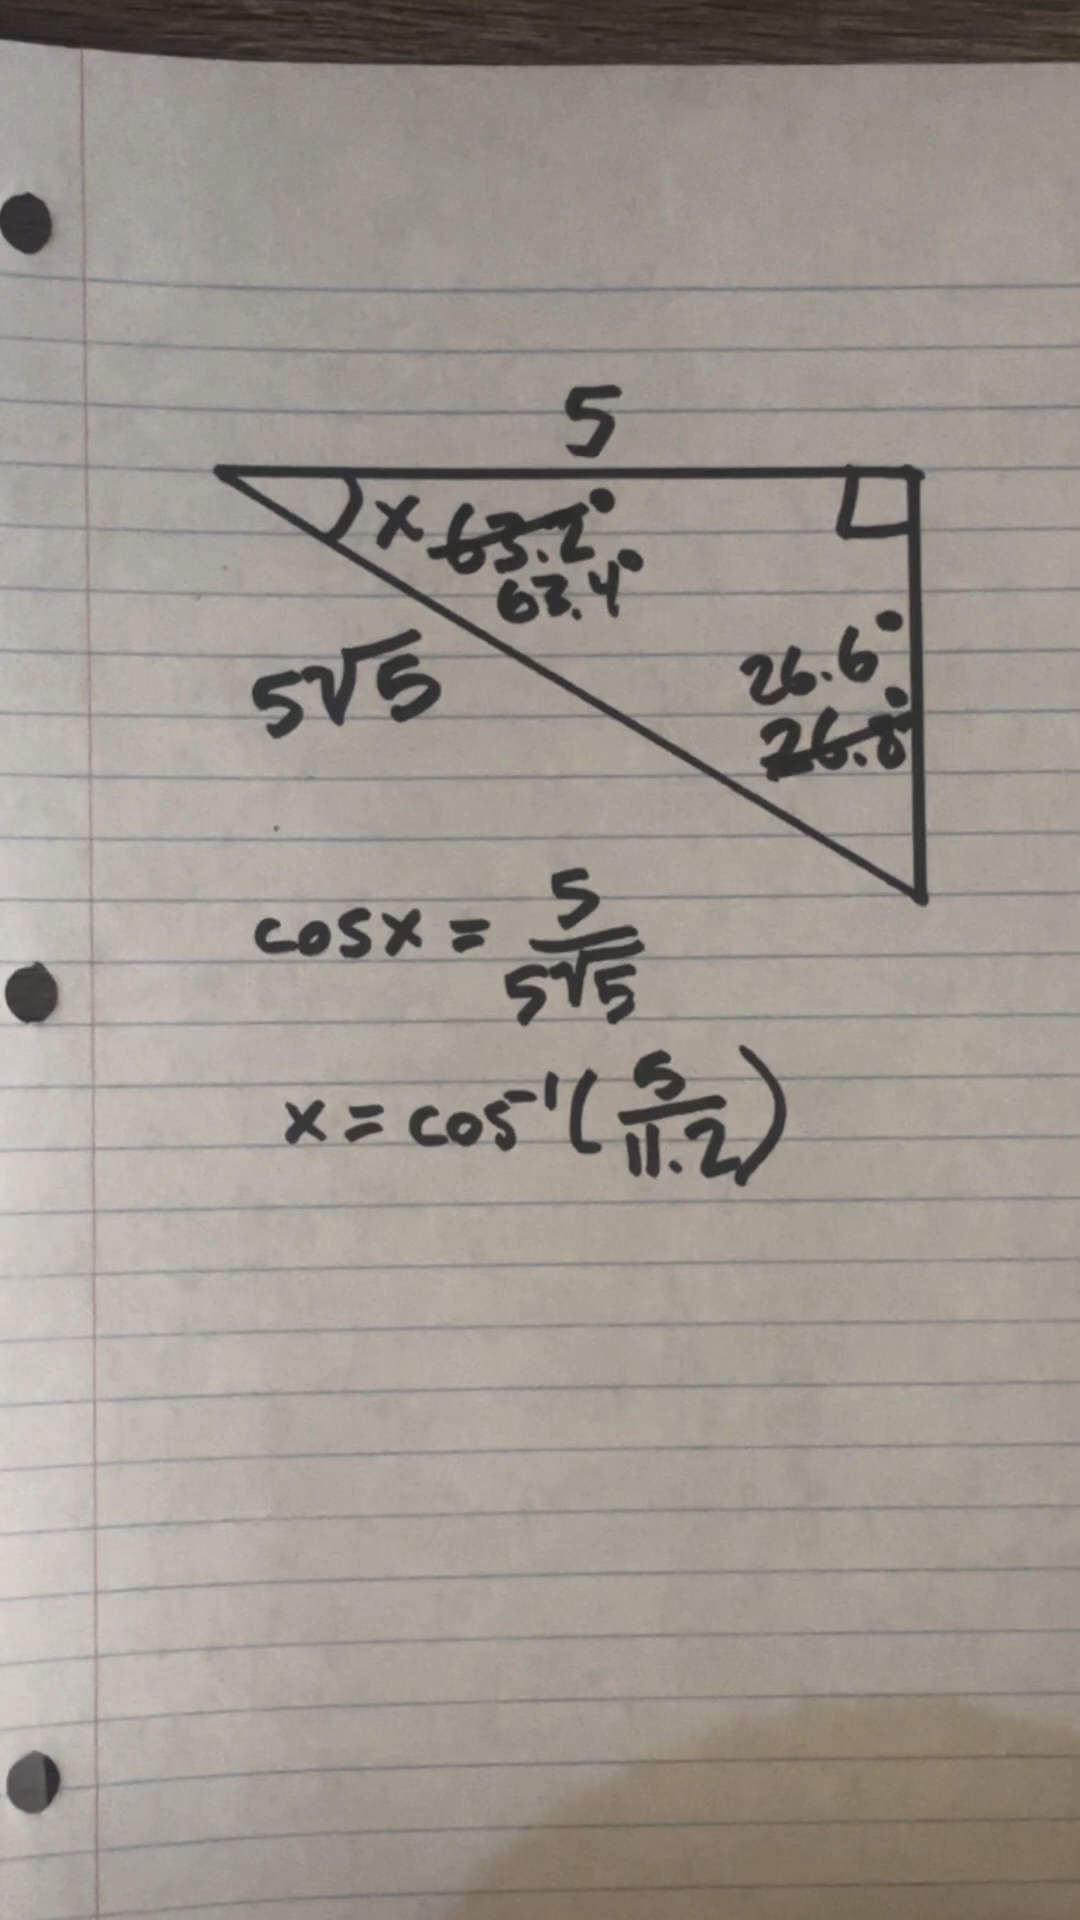 5
x 63.2°
63.4°
5√5
26.6°
26.8°
cosx = 5/5√5
x = cos⁻¹(5/11.2)